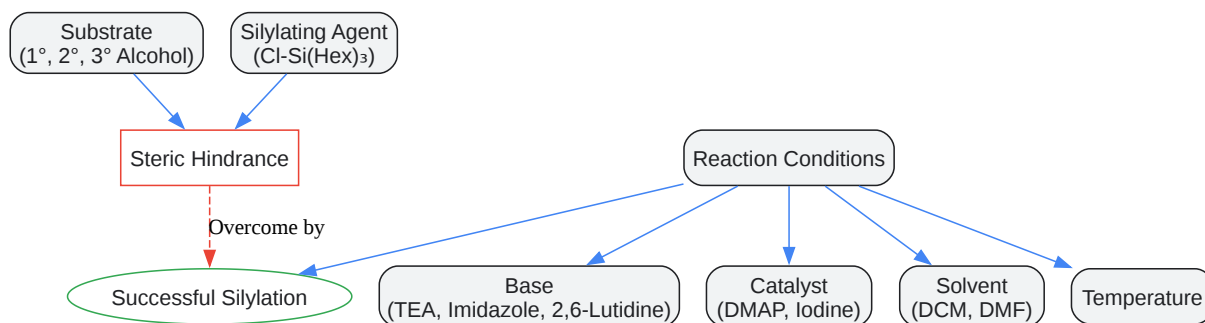 Substrate
(1°, 2°, 3° Alcohol)
Silylating Agent
(Cl-Si(Hex)₃)
Steric Hindrance
Reaction Conditions
Overcome by
Successful Silylation
Base
(TEA, Imidazole, 2,6-Lutidine)
Catalyst
(DMAP, Iodine)
Solvent
(DCM, DMF)
Temperature